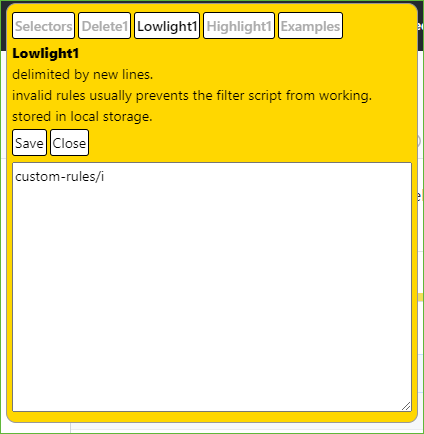 Selectors Delete1 Lowlight1 Highlight1 Examples
Lowlight1
delimited by new lines.
invalid rules usually prevents the filter script from working.
stored in local storage.
Save Close
custom-rules/i